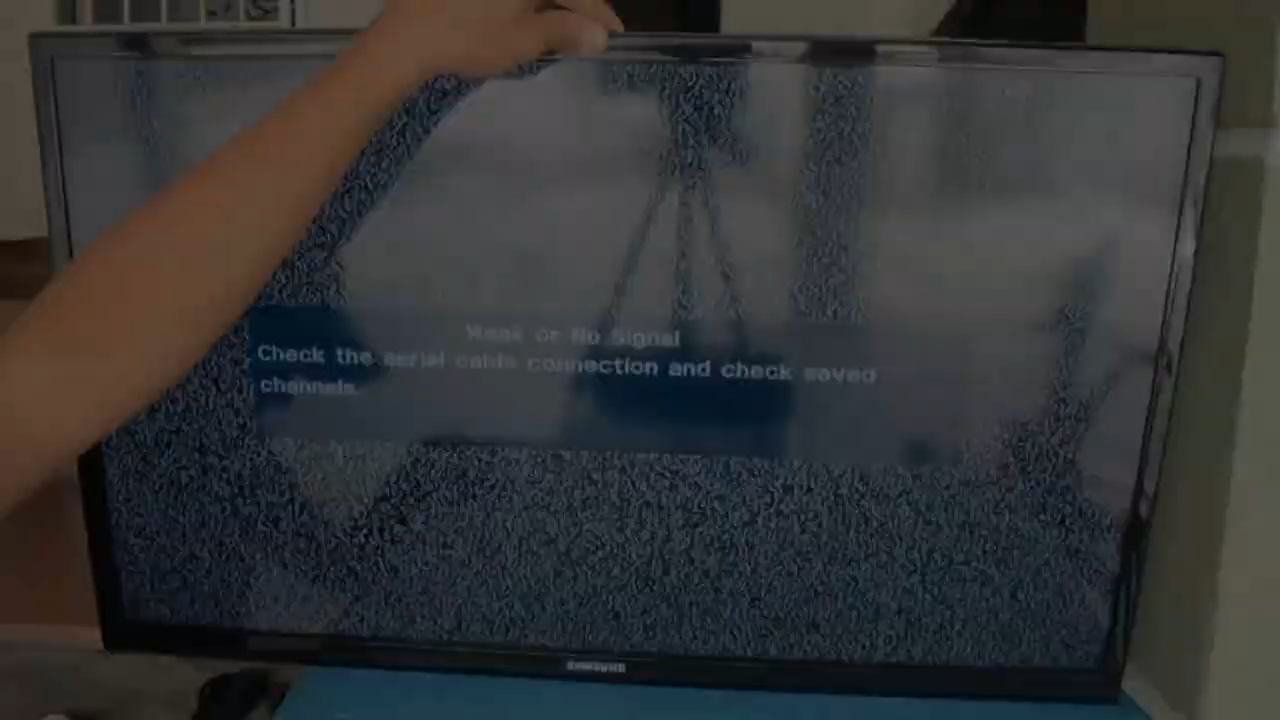 Weak or No Signal
Check the aerial cable connection and check saved
channels.
SAMSUNG